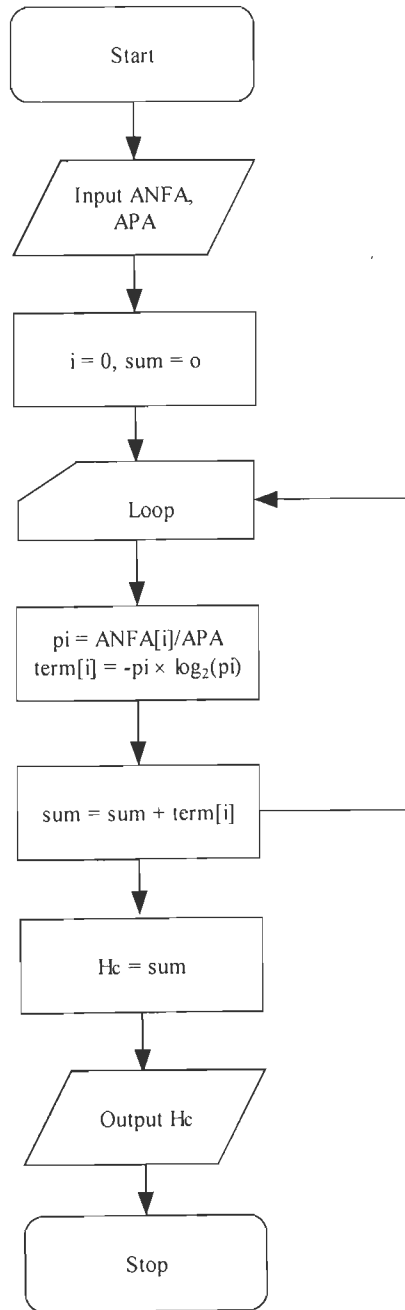 Start
Input ANFA,
APA
i = 0, sum = o
Loop
pi = ANFA[i]/APA
term[i] = -pi × log₂(pi)
sum = sum + term[i]
Hc = sum
Output Hc
Stop